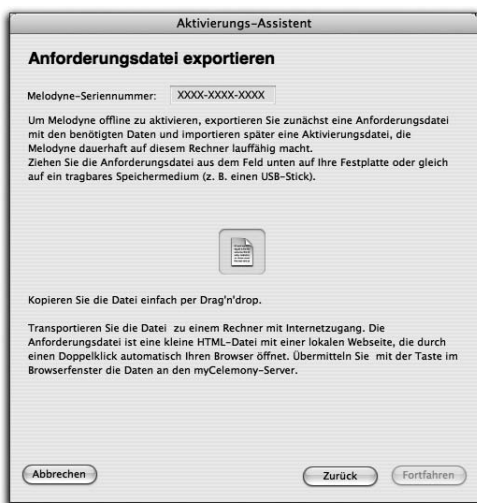 Aktivierungs-Assistent
Anforderungsdatei exportieren
Melodyne-Seriennummer: XXXX-XXXX-XXXX
Um Melodyne offline zu aktivieren, exportieren Sie zunächst eine Anforderungsdatei
mit den benötigten Daten und importieren später eine Aktivierungsdatei, die
Melodyne dauerhaft auf diesem Rechner lauffähig macht.
Ziehen Sie die Anforderungsdatei aus dem Feld unten auf Ihre Festplatte oder gleich
auf ein tragbares Speichermedium (z. B. einen USB-Stick).
Kopieren Sie die Datei einfach per Drag'n'drop.
Transportieren Sie die Datei zu einem Rechner mit Internetzugang. Die
Anforderungsdatei ist eine kleine HTML-Datei mit einer lokalen Webseite, die durch
einen Doppelklick automatisch Ihren Browser öffnet. Übermitteln Sie mit der Taste im
Browserfenster die Daten an den myCelemony-Server.
Abbrechen Zurück Fortfahren